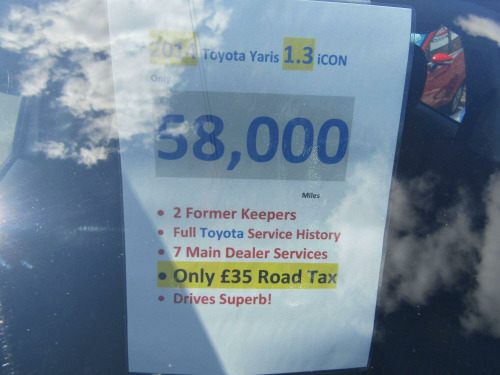 Toyota Yaris 1.3 iCON
Only
58,000
Miles
• 2 Former Keepers
• Full Toyota Service History
• 7 Main Dealer Services
• Only £35 Road Tax
• Drives Superb!